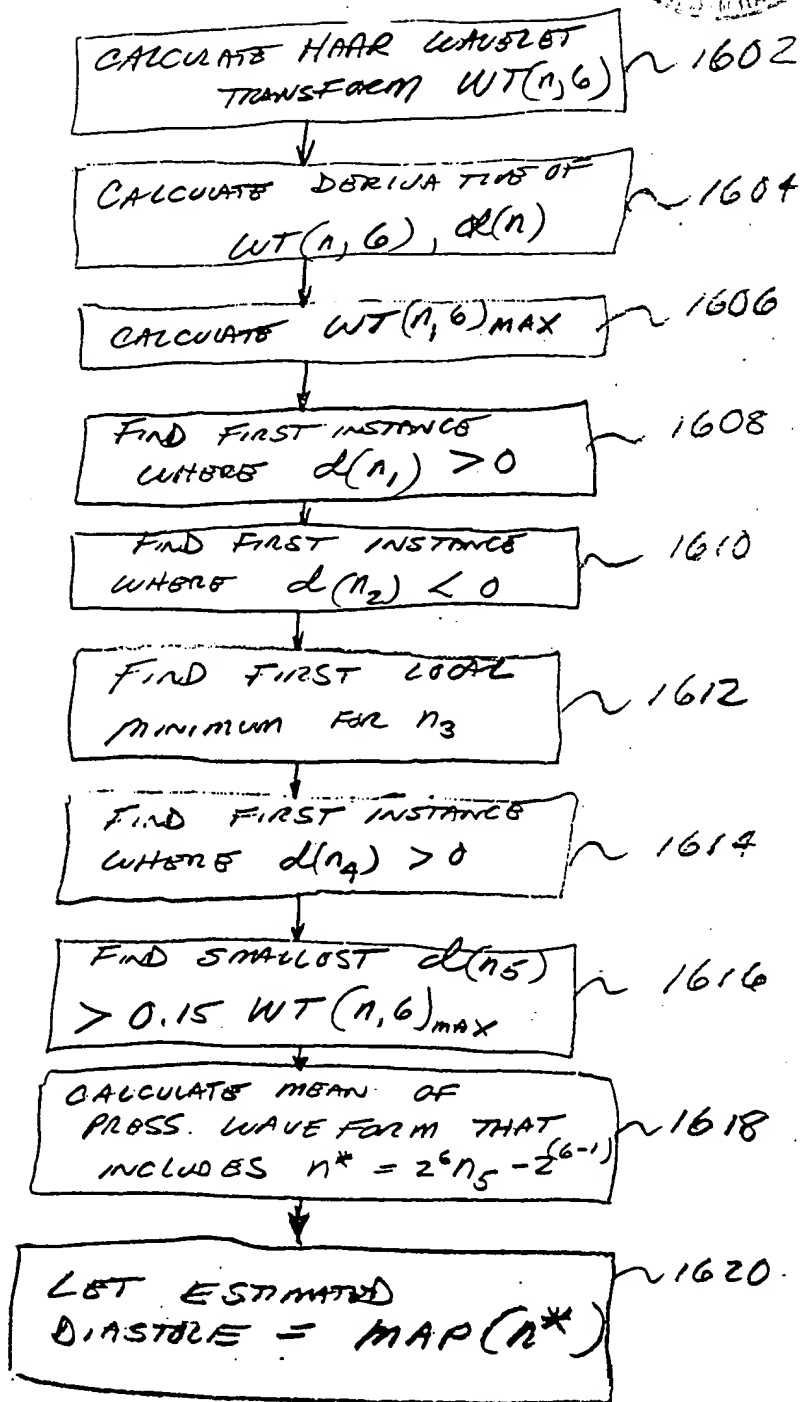 CALCULATE HAAR WAVELET 1602
TRANSFORM WT(n,6)
CALCULATE DERIVATIVE OF 1604
WT(n,6), d(n)
CALCULATE WT(n,6)MAX 1606
FIND FIRST INSTANCE 1608
WHERE d(n₁) > 0
FIND FIRST INSTANCE 1610
WHERE d(n₂) < 0
FIND FIRST LOCAL 1612
MINIMUM FOR n₃
FIND FIRST INSTANCE 1614
WHERE d(n₄) > 0
FIND SMALLEST d(n₅) 1616
> 0.15 WT(n,6)MAX
CALCULATE MEAN OF
PRESS. WAVEFORM THAT 1618
INCLUDES n* = 2⁶n₅ - 2⁽⁶⁻¹⁾
LET ESTIMATED 1620
DIASTOLE = MAP(n*)